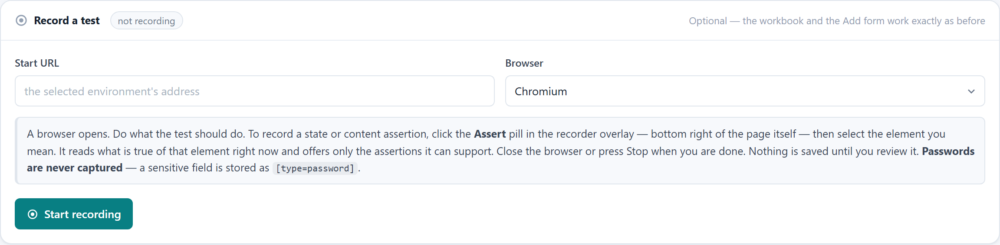 Record a test not recording Optional — the workbook and the Add form work exactly as before
Start URL Browser
the selected environment's address Chromium
A browser opens. Do what the test should do. To record a state or content assertion, click the Assert pill in the recorder overlay — bottom right of the page itself — then select the element you
mean. It reads what is true of that element right now and offers only the assertions it can support. Close the browser or press Stop when you are done. Nothing is saved until you review it. Passwords
are never captured — a sensitive field is stored as [type=password].
Start recording